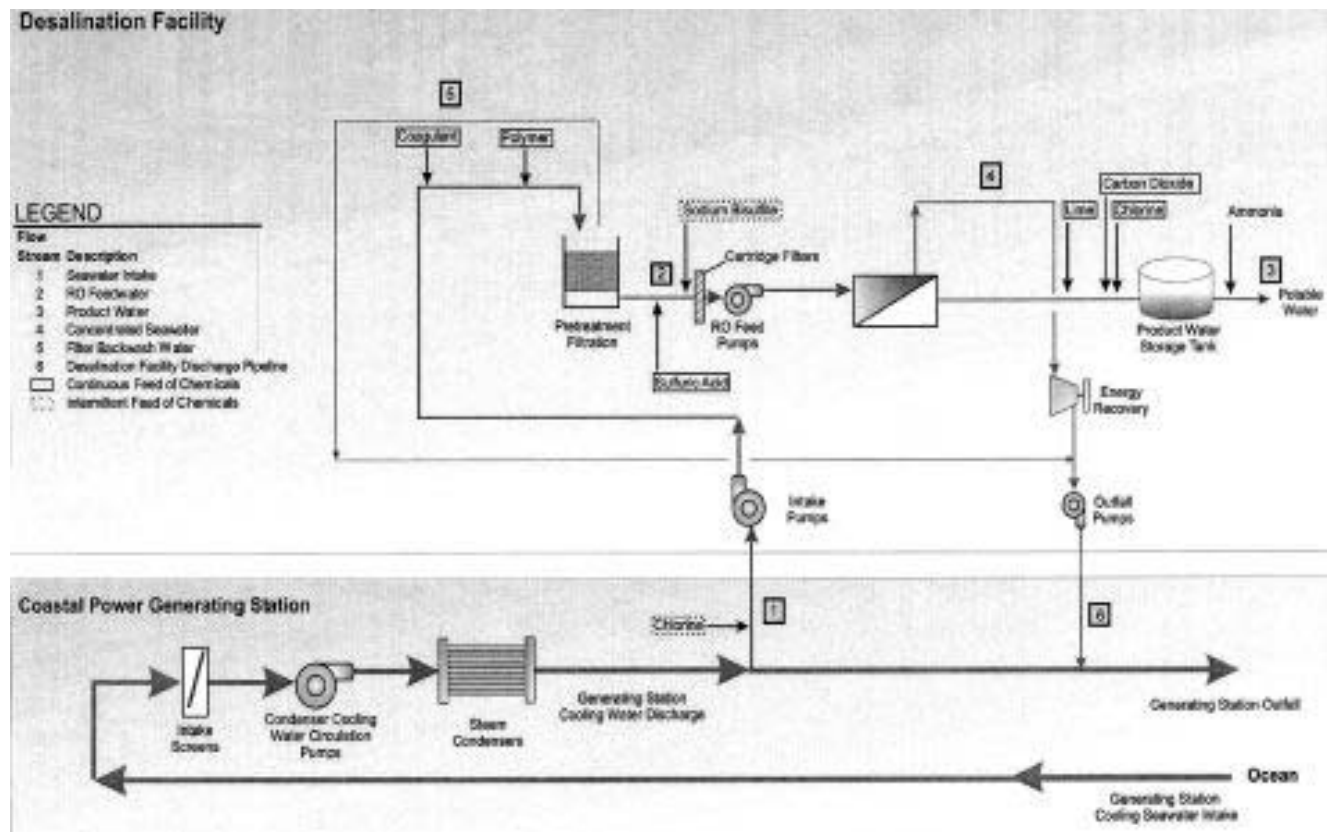 Desalination Facility
5
Coagulant
Polymer
4
Carbon Dioxide
Lime
Chlorine
Ammonia
Sodium Bisulfite
2
Cartridge Filters
3
Potable
Water
LEGEND
Flow
Stream Description
1 Seawater Intake
2 RO Feedwater
3 Product Water
4 Concentrated Seawater
5 Filter Backwash Water
6 Desalination Facility Discharge Pipeline
Continuous Feed of Chemicals
Intermittent Feed of Chemicals
Pretreatment
Filtration
RO Feed
Pumps
Product Water
Storage Tank
Sulfuric Acid
Energy
Recovery
Intake
Pumps
Outfall
Pumps
Coastal Power Generating Station
Chlorine
1
6
Intake
Screens
Condenser Cooling
Water Circulation
Pumps
Steam
Condensers
Generating Station
Cooling Water Discharge
Generating Station Outfall
Ocean
Generating Station
Cooling Seawater Intake